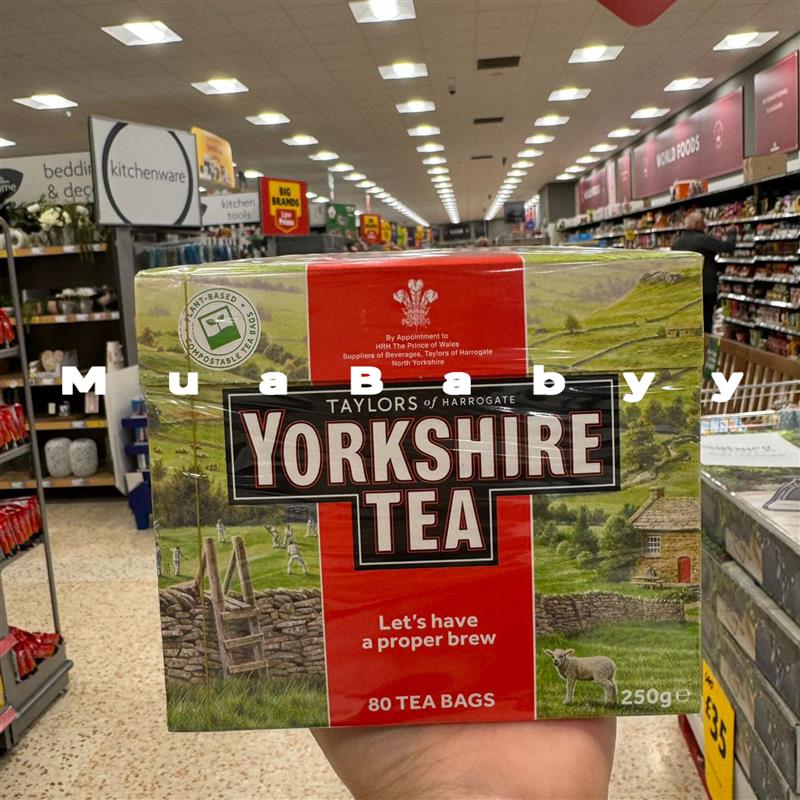 beddi
& dec
kitchenware
kitchen
tools
BIG
BRANDS
Low
Prices
WORLD FOODS
PLANT-BASED
COMPOSTABLE TEA BAGS
By Appointment to
HRH The Prince of Wales
Suppliers of Beverages, Taylors of Harrogate
North Yorkshire
MuaBabyy
TAYLORS of HARROGATE
YORKSHIRE
TEA
Let's have
a proper brew
80 TEA BAGS
250g℮
£35